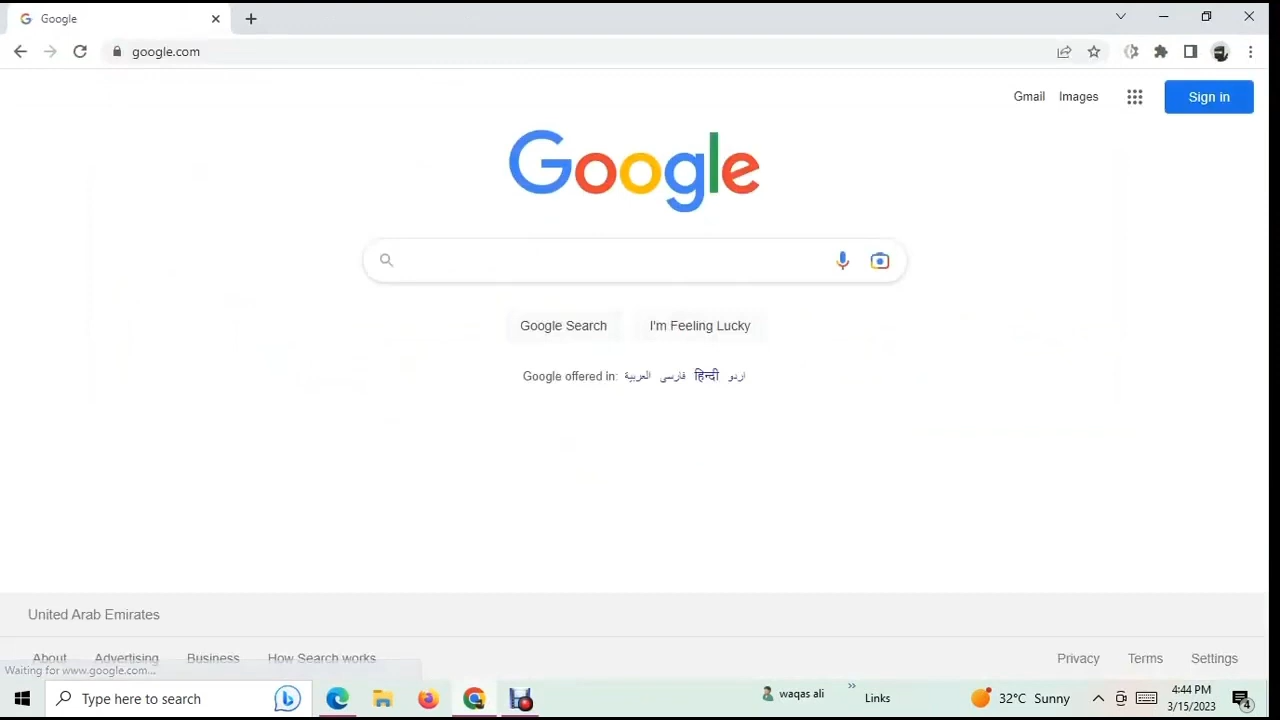 Google
google.com
Gmail Images Sign in
Google
Google Search I'm Feeling Lucky
Google offered in: العربية فارسی हिन्दी اردو
United Arab Emirates
About Advertising Business How Search works Privacy Terms Settings
Waiting for www.google.com...
Type here to search waqas ali Links 32°C Sunny 4:44 PM
3/15/2023 4